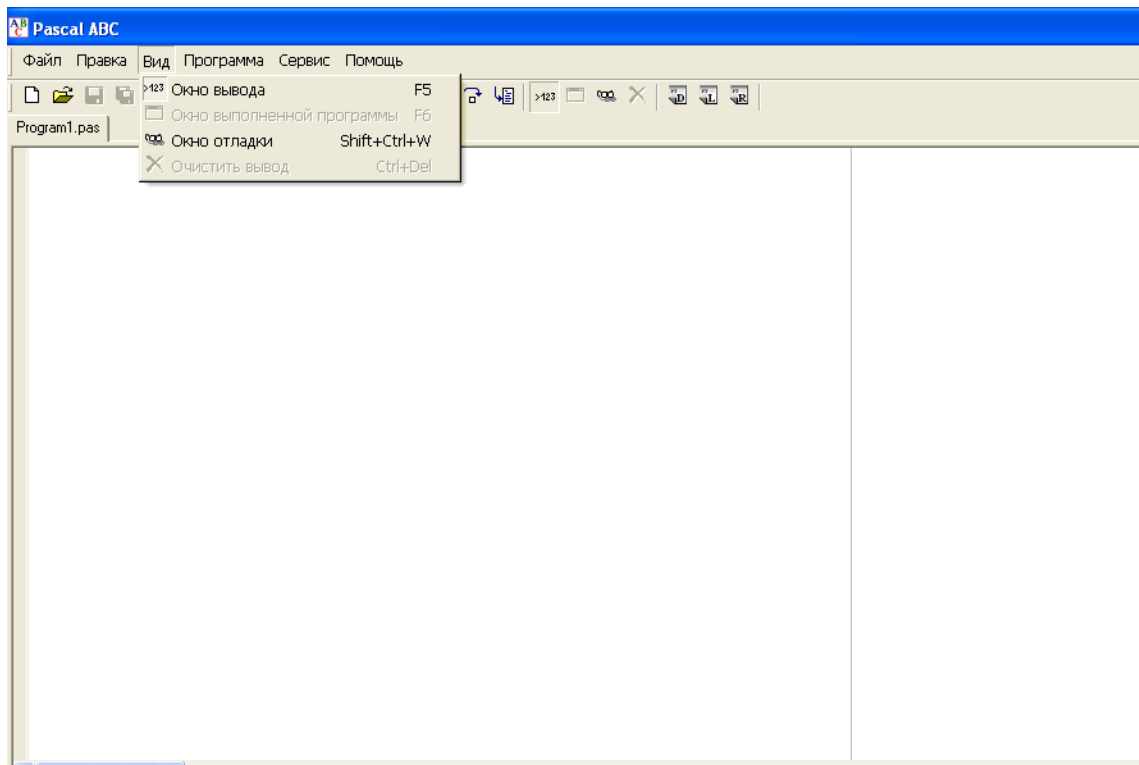 Pascal ABC
Файл Правка Вид Программа Сервис Помощь
>123 Окно вывода F5
Окно выполненной программы F6
Окно отладки Shift+Ctrl+W
Очистить вывод Ctrl+Del
>123
D L R
Program1.pas